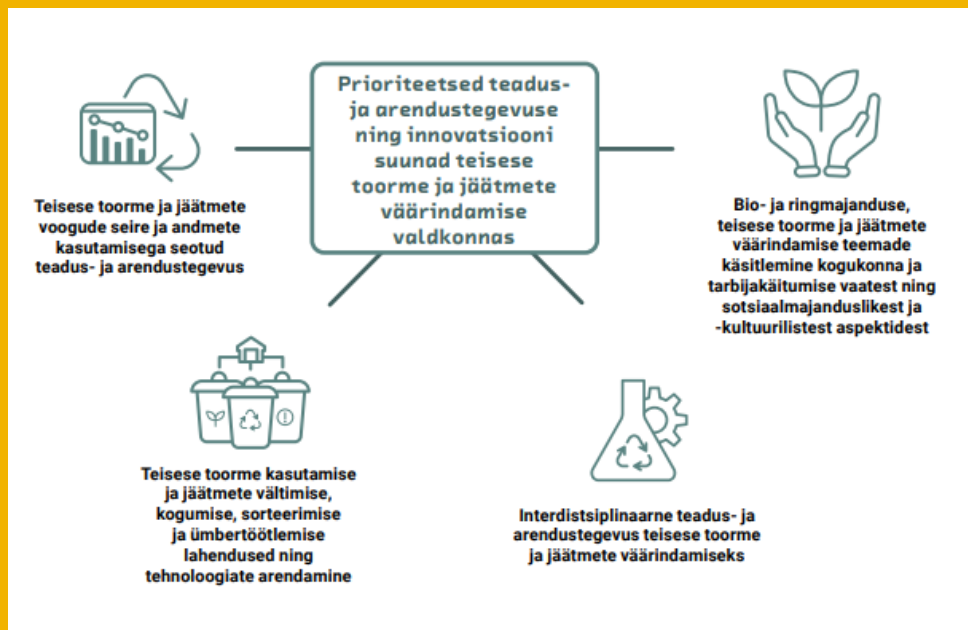 Prioriteetsed teadus-
ja arendustegevuse
ning innovatsiooni
suunad teisese
toorme ja jäätmete
väärindamise
valdkonnas
Teisese toorme ja jäätmete
voogude seire ja andmete
kasutamisega seotud
teadus- ja arendustegevus
Bio- ja ringmajanduse,
teisese toorme ja jäätmete
väärindamise teemade
käsitlemine kogukonna ja
tarbijakäitumise vaatest ning
sotsiaalmajanduslikest ja
-kultuurilistest aspektidest
Teisese toorme kasutamise
ja jäätmete vältimise,
kogumise, sorteerimise
ja ümbertöötlemise
lahendused ning
tehnoloogiate arendamine
Interdistsiplinaarne teadus- ja
arendustegevus teisese toorme
ja jäätmete väärindamiseks